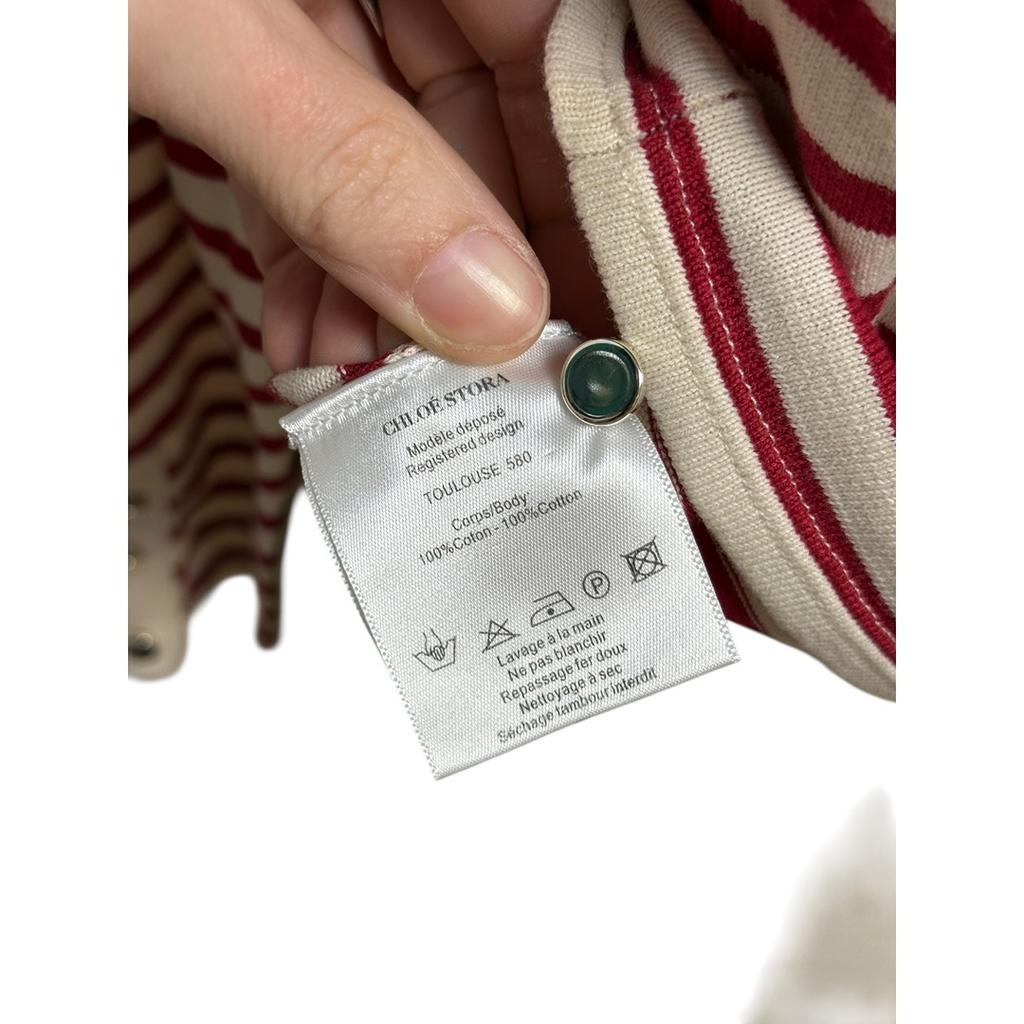 CHLOÉ STORA
Modèle déposé
Registered design
TOULOUSE 580
Corps/Body
100%Coton - 100%Cotton
P
Lavage à la main
Ne pas blanchir
Repassage fer doux
Nettoyage à sec
Séchage tambour interdit